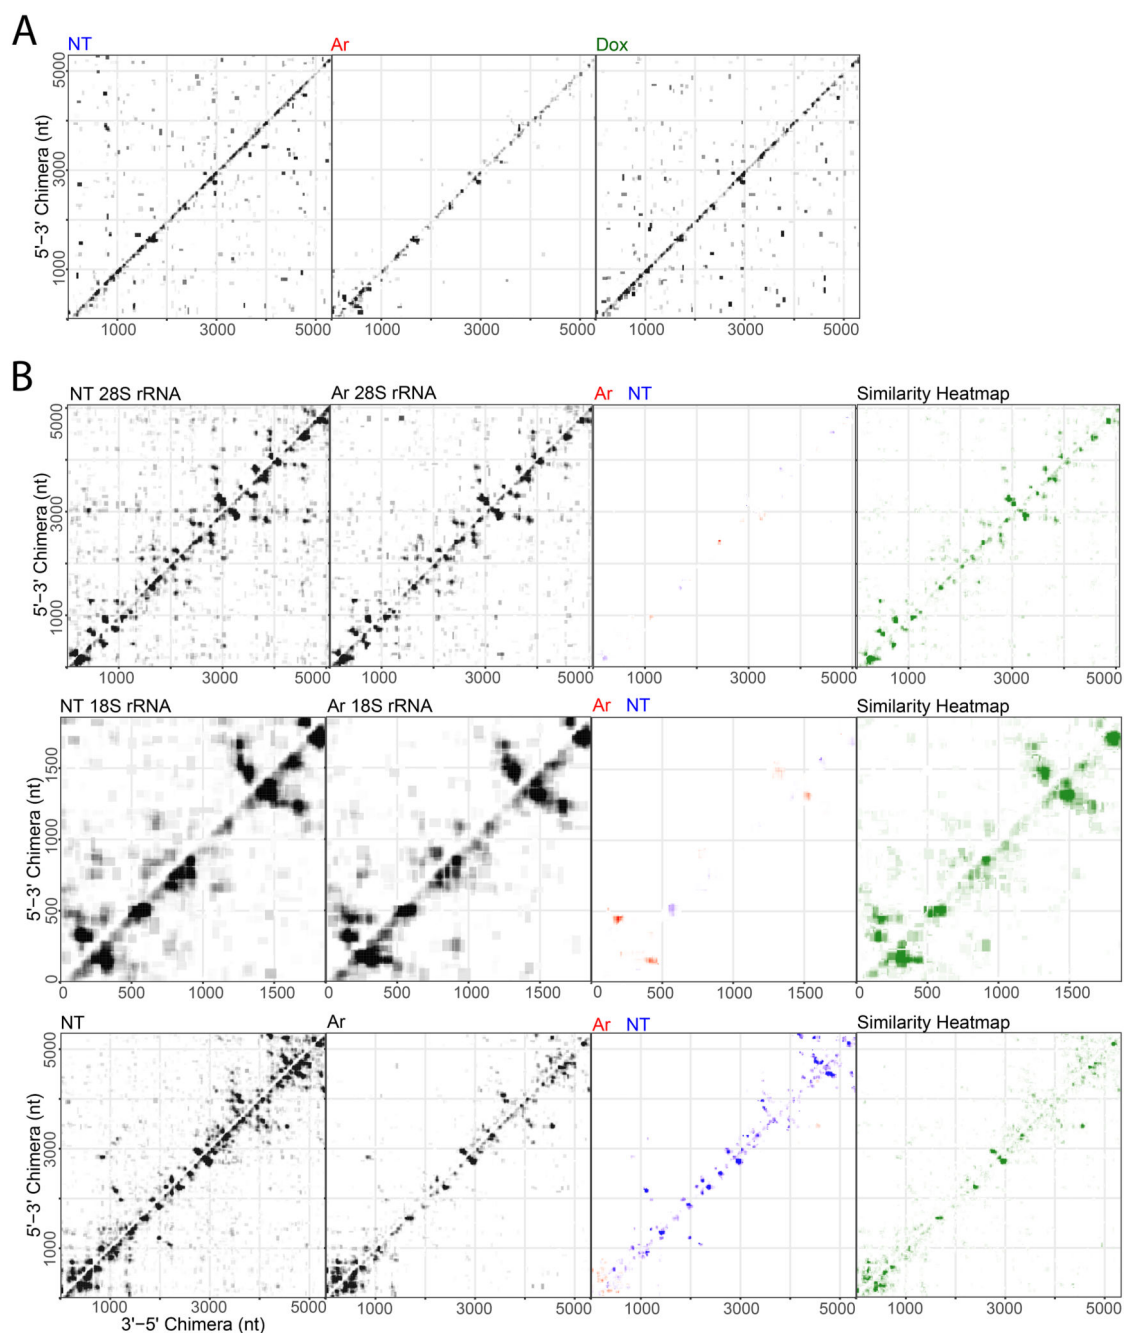 A
NT Ar Dox
5'−3' Chimera (nt)
5000
3000
1000
1000 3000 5000 1000 3000 5000 1000 3000 5000
B
NT 28S rRNA Ar 28S rRNA Ar NT Similarity Heatmap
5'−3' Chimera (nt)
5000
3000
1000
1000 3000 5000 1000 3000 5000 1000 3000 5000 1000 3000 5000
NT 18S rRNA Ar 18S rRNA Ar NT Similarity Heatmap
5'−3' Chimera (nt)
1500
1000
500
0
0 500 1000 1500 0 500 1000 1500 0 500 1000 1500 0 500 1000 1500
NT Ar Ar NT Similarity Heatmap
5'−3' Chimera (nt)
5000
3000
1000
1000 3000 5000 1000 3000 5000 1000 3000 5000 1000 3000 5000
3'−5' Chimera (nt)